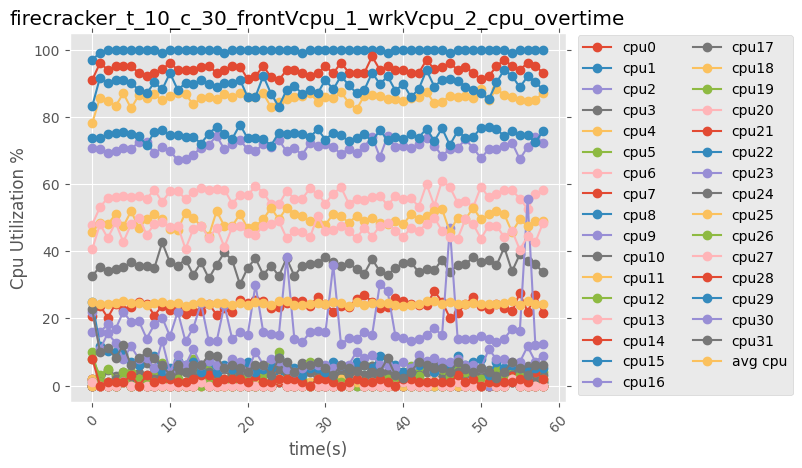 firecracker_t_10_c_30_frontVcpu_1_wrkVcpu_2_cpu_overtime
Cpu Utilization %
100
80
60
40
20
0
0
10
20
30
40
50
60
time(s)
cpu0
cpu1
cpu2
cpu3
cpu4
cpu5
cpu6
cpu7
cpu8
cpu9
cpu10
cpu11
cpu12
cpu13
cpu14
cpu15
cpu16
cpu17
cpu18
cpu19
cpu20
cpu21
cpu22
cpu23
cpu24
cpu25
cpu26
cpu27
cpu28
cpu29
cpu30
cpu31
avg cpu